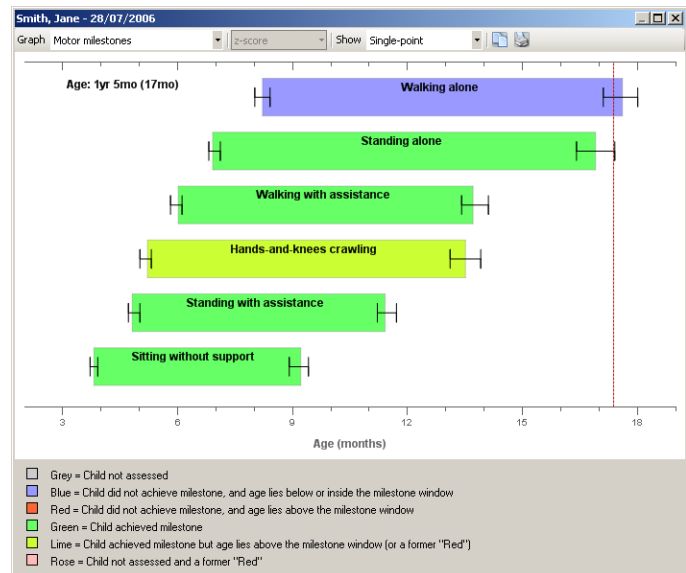 Smith, Jane - 28/07/2006
Graph Motor milestones z-score Show Single-point
Age: 1yr 5mo (17mo)
Walking alone
Standing alone
Walking with assistance
Hands-and-knees crawling
Standing with assistance
Sitting without support
3 6 9 12 15 18
Age (months)
Grey = Child not assessed
Blue = Child did not achieve milestone, and age lies below or inside the milestone window
Red = Child did not achieve milestone, and age lies above the milestone window
Green = Child achieved milestone
Lime = Child achieved milestone but age lies above the milestone window (or a former "Red")
Rose = Child not assessed and a former "Red"